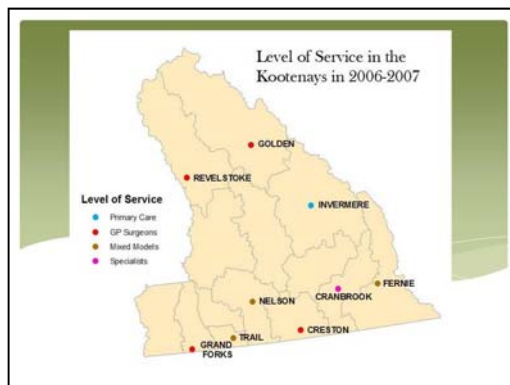 Level of Service in the
Kootenays in 2006-2007
GOLDEN
REVELSTOKE
Level of Service
Primary Care
GP Surgeons
Mixed Models
Specialists
INVERMERE
FERNIE
CRANBROOK
NELSON
CRESTON
TRAIL
GRAND
FORKS